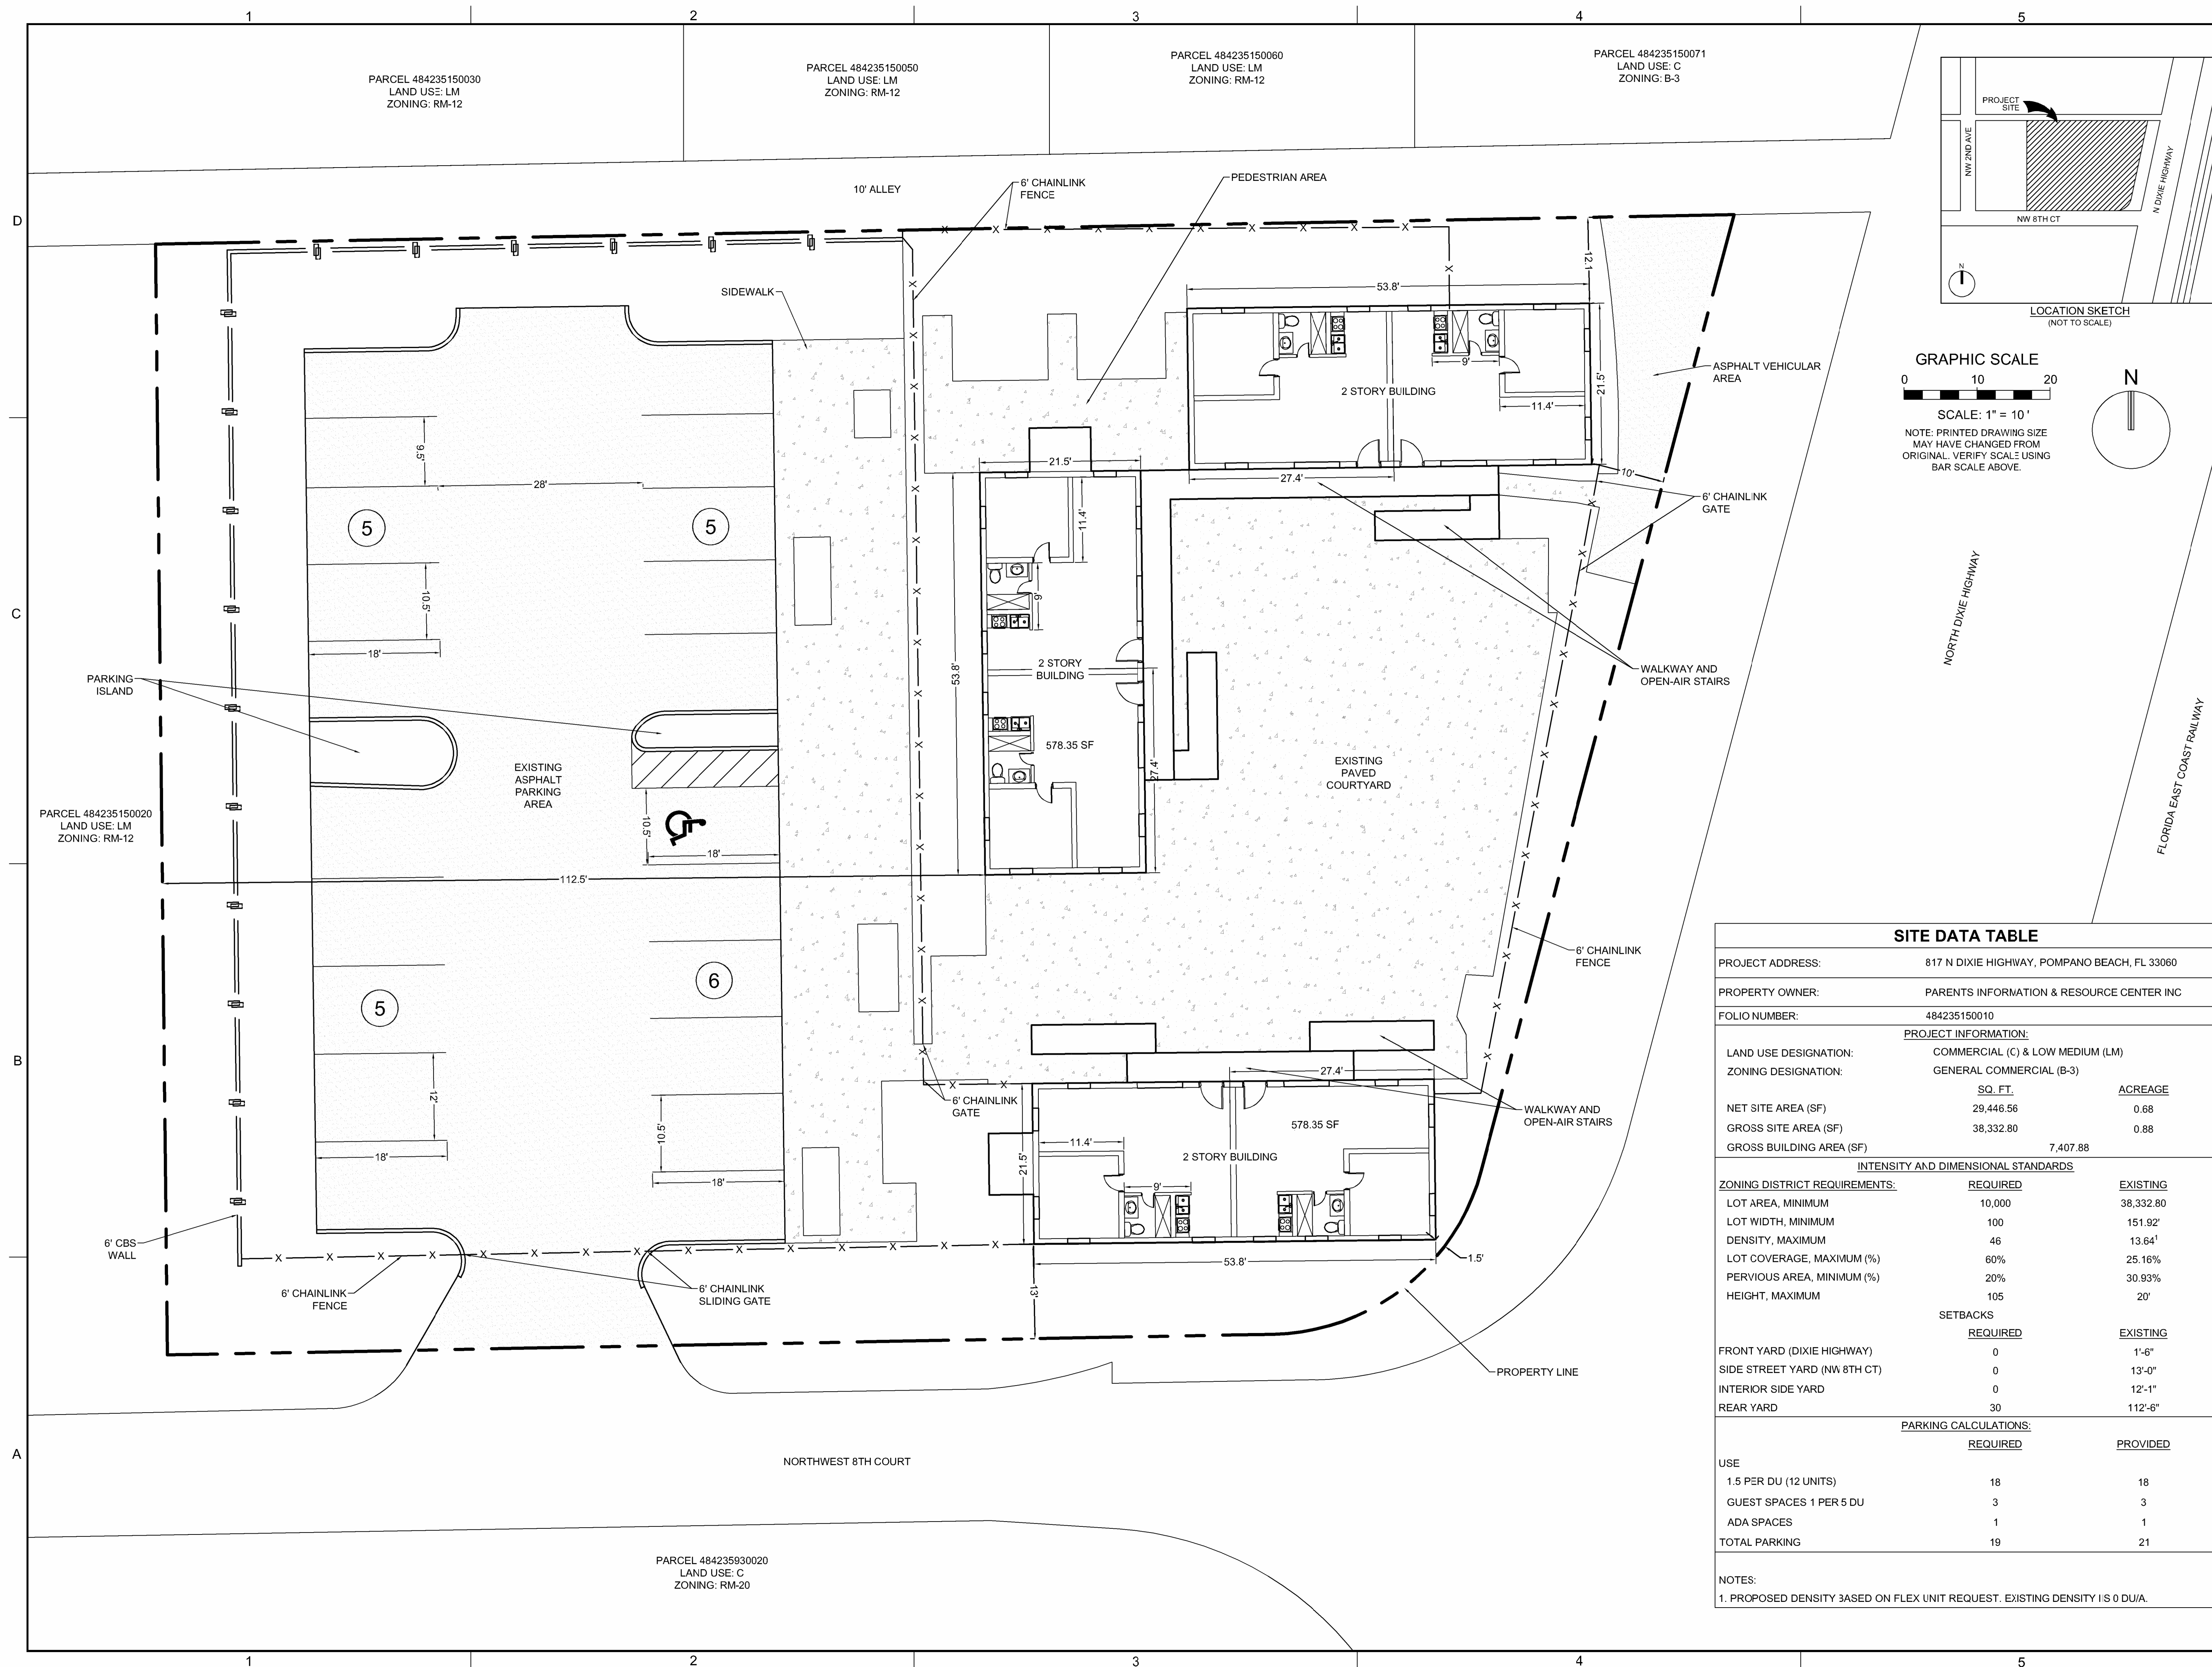 1 2 3 4 5
D
C
B
A
PARCEL 484235150030
LAND USE: LM
ZONING: RM-12
PARCEL 484235150050
LAND USE: LM
ZONING: RM-12
PARCEL 484235150060
LAND USE: LM
ZONING: RM-12
PARCEL 484235150071
LAND USE: C
ZONING: B-3
PROJECT
SITE
NW 2ND AVE
N DIXIE HIGHWAY
NW 8TH CT
N
LOCATION SKETCH
(NOT TO SCALE)
GRAPHIC SCALE
0 10 20
SCALE: 1" = 10 '
NOTE: PRINTED DRAWING SIZE
MAY HAVE CHANGED FROM
ORIGINAL. VERIFY SCALE USING
BAR SCALE ABOVE.
N
10' ALLEY
6' CHAINLINK
FENCE
PEDESTRIAN AREA
SIDEWALK
12.1
53.8'
9'
2 STORY BUILDING
11.4'
21.5'
27.4'
10'
ASPHALT VEHICULAR
AREA
6' CHAINLINK
GATE
9.5'
28'
5
5
10.5'
18'
21.5'
11.4'
9'
53.8'
2 STORY
BUILDING
578.35 SF
27.4'
WALKWAY AND
OPEN-AIR STAIRS
NORTH DIXIE HIGHWAY
FLORIDA EAST COAST RAILWAY
PARKING
ISLAND
EXISTING
ASPHALT
PARKING
AREA
EXISTING
PAVED
COURTYARD
PARCEL 484235150020
LAND USE: LM
ZONING: RM-12
10.5'
18'
112.5'
5
6
6' CHAINLINK
FENCE
12'
18'
10.5'
18'
6' CHAINLINK
GATE
27.4'
WALKWAY AND
OPEN-AIR STAIRS
578.35 SF
11.4'
2 STORY BUILDING
21.5'
9'
53.8'
1.5'
13'
6' CBS
WALL
6' CHAINLINK
FENCE
6' CHAINLINK
SLIDING GATE
PROPERTY LINE
NORTHWEST 8TH COURT
PARCEL 484235930020
LAND USE: C
ZONING: RM-20
SITE DATA TABLE
PROJECT ADDRESS: 817 N DIXIE HIGHWAY, POMPANO BEACH, FL 33060
PROPERTY OWNER: PARENTS INFORMATION & RESOURCE CENTER INC
FOLIO NUMBER: 484235150010
PROJECT INFORMATION:
LAND USE DESIGNATION: COMMERCIAL (C) & LOW MEDIUM (LM)
ZONING DESIGNATION: GENERAL COMMERCIAL (B-3)
SQ. FT. ACREAGE
NET SITE AREA (SF) 29,446.56 0.68
GROSS SITE AREA (SF) 38,332.80 0.88
GROSS BUILDING AREA (SF) 7,407.88
INTENSITY AND DIMENSIONAL STANDARDS
ZONING DISTRICT REQUIREMENTS: REQUIRED EXISTING
LOT AREA, MINIMUM 10,000 38,332.80
LOT WIDTH, MINIMUM 100 151.92'
DENSITY, MAXIMUM 46 13.64¹
LOT COVERAGE, MAXIMUM (%) 60% 25.16%
PERVIOUS AREA, MINIMUM (%) 20% 30.93%
HEIGHT, MAXIMUM 105 20'
SETBACKS
REQUIRED EXISTING
FRONT YARD (DIXIE HIGHWAY) 0 1'-6"
SIDE STREET YARD (NW 8TH CT) 0 13'-0"
INTERIOR SIDE YARD 0 12'-1"
REAR YARD 30 112'-6"
PARKING CALCULATIONS:
REQUIRED PROVIDED
USE
1.5 PER DU (12 UNITS) 18 18
GUEST SPACES 1 PER 5 DU 3 3
ADA SPACES 1 1
TOTAL PARKING 19 21
NOTES:
1. PROPOSED DENSITY BASED ON FLEX UNIT REQUEST. EXISTING DENSITY IS 0 DU/A.
1 2 3 4 5